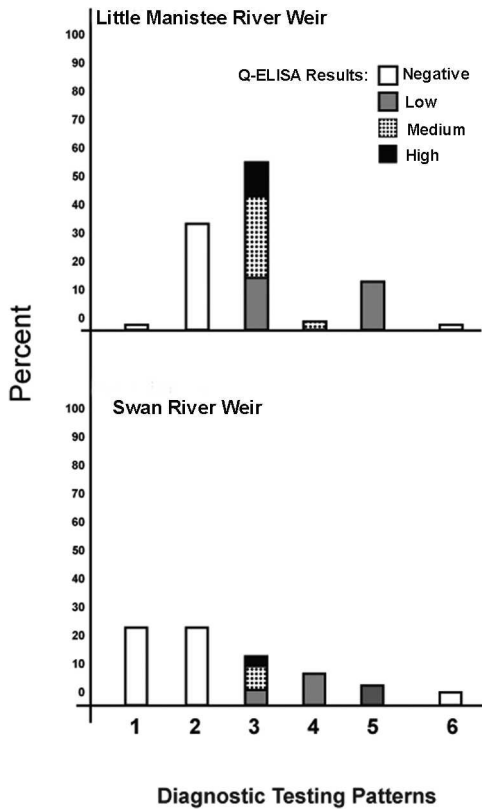 Little Manistee River Weir
100
90
80
70
60
50
40
30
20
10
0
Q-ELISA Results:
Negative
Low
Medium
High
Percent
Swan River Weir
100
90
80
70
60
50
40
30
20
10
0
1 2 3 4 5 6
Diagnostic Testing Patterns